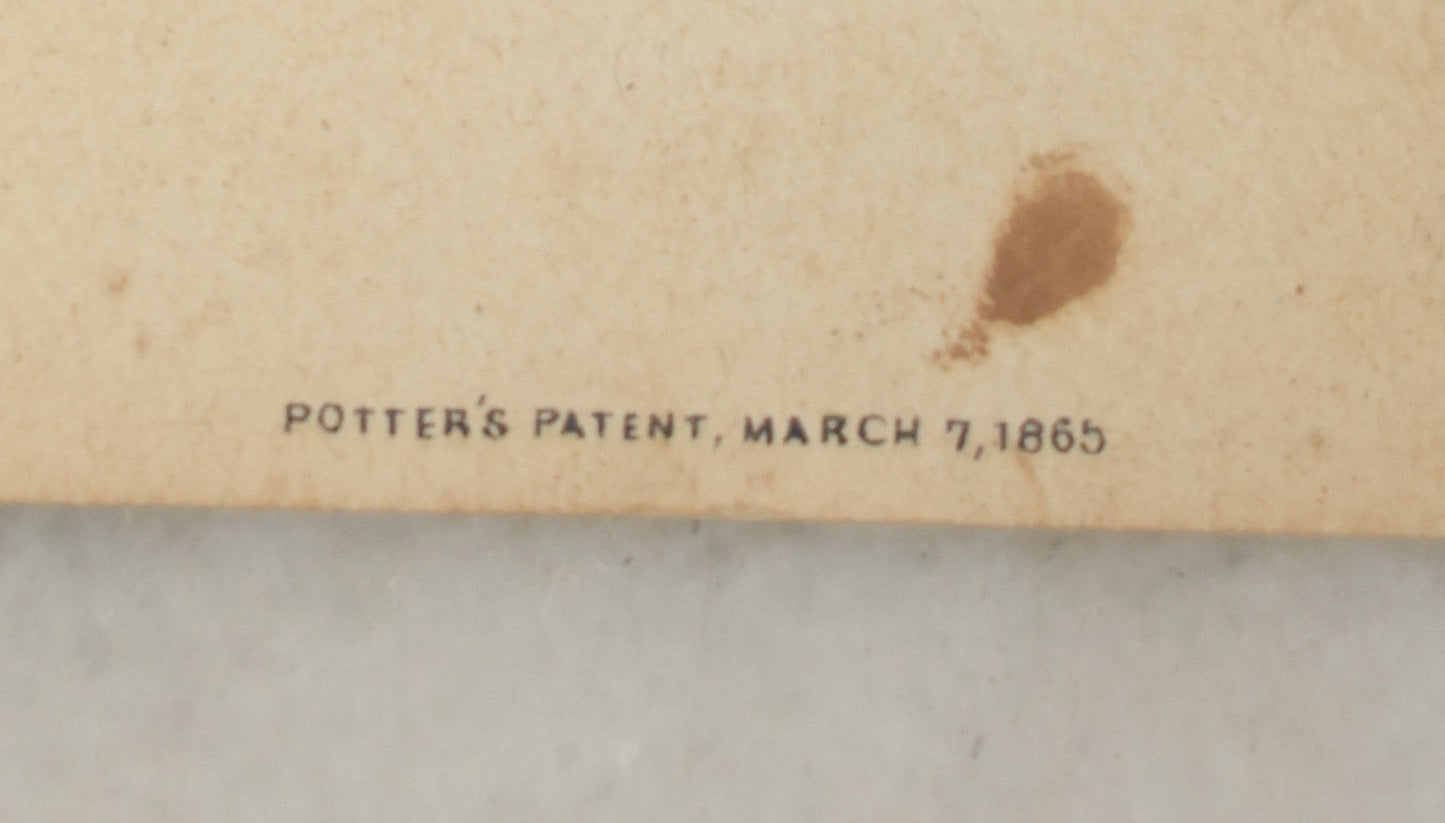 POTTER'S PATENT, MARCH 7, 1865